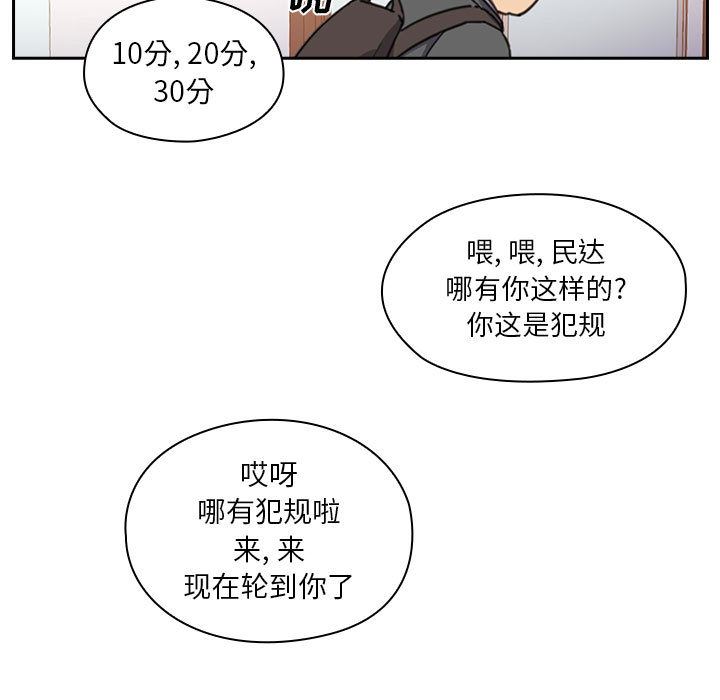 10分, 20分,
30分
喂, 喂, 民达
哪有你这样的?
你这是犯规
哎呀
哪有犯规啦
来, 来
现在轮到你了